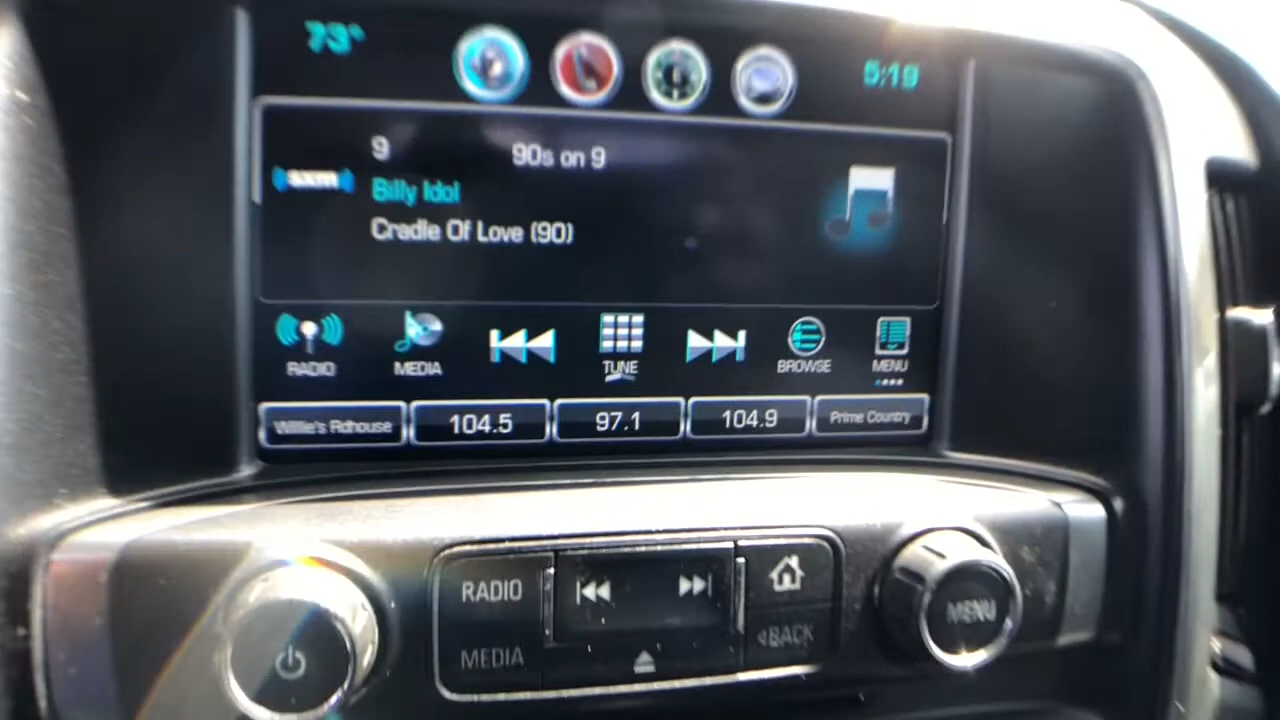 73°
5:19
9 90s on 9
sxm
Billy Idol
Cradle Of Love (90)
RADIO MEDIA TUNE BROWSE MENU
Willie's Rdhouse 104.5 97.1 104.9 Prime Country
RADIO
MEDIA
BACK
MENU